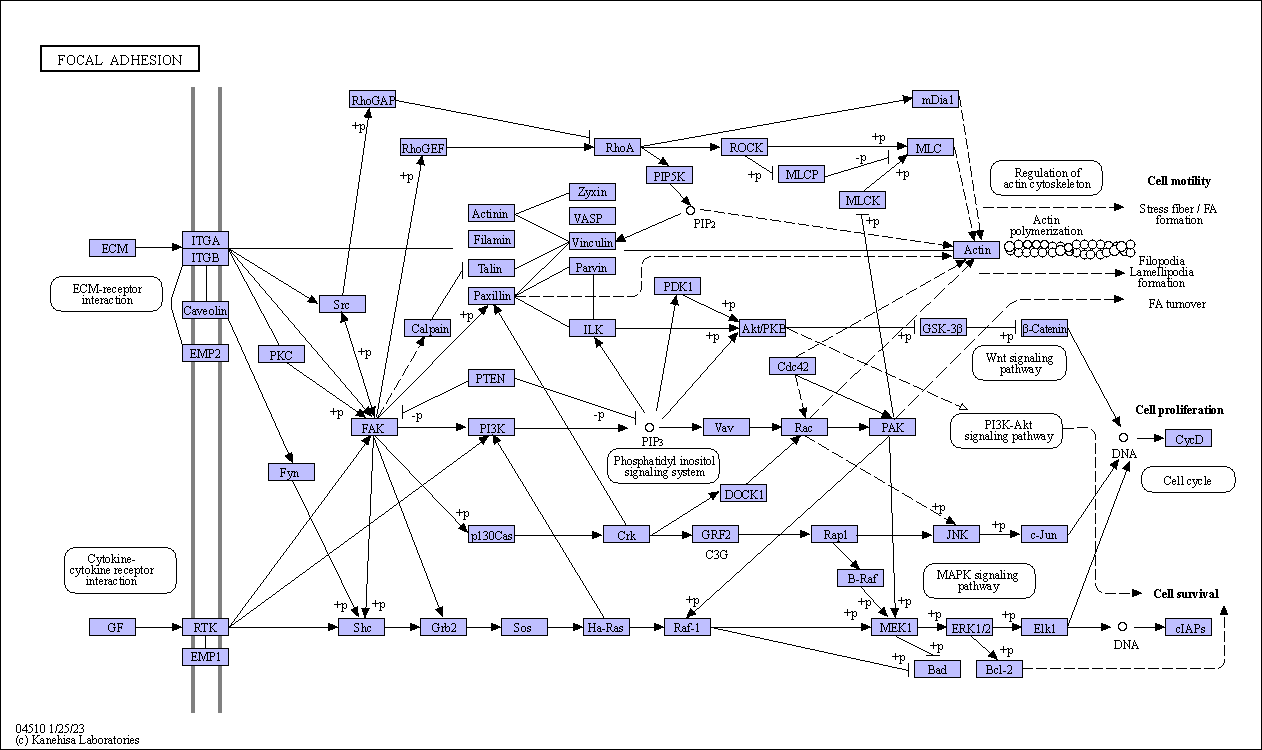 FOCAL ADHESION
RhoGAP
mDia1
+p
RhoGEF
RhoA
ROCK
+p
MLC
-p
+p
MLCP
+p
+p
PIP5K
MLCK
+p
Regulation of
actin cytoskeleton
Cell motility
Zyxin
Actinin
VASP
PIP2
Stress fiber / FA
formation
Actin
polymerization
ITGA
ECM
ITGB
Filamin
Vinculin
Actin
Talin
Parvin
Filopodia
Lamellipodia
formation
ECM-receptor
interaction
Paxillin
PDK1
Src
Caveolin
+p
+p
FA turnover
Calpain
ILK
+p
Akt/PKB
GSK-3β
β-Catenin
EMP2
PKC
+p
Wnt signaling
pathway
PTEN
Cdc42
+p
-p
-p
Cell proliferation
FAK
PI3K
PIP3
Vav
Rac
PAK
PI3K-Akt
signaling pathway
DNA
CycD
Phosphatidyl inositol
signaling system
Fyn
Cell cycle
DOCK1
+p
+p
+p
p130Cas
Crk
GRF2
C3G
Rap1
JNK
c-Jun
Cytokine-
cytokine receptor
interaction
B-Raf
MAPK signaling
pathway
Cell survival
+p
+p
+p
+p
+p
+p
+p
GF
RTK
Shc
Grb2
Sos
Ha-Ras
Raf-1
MEK1
ERK1/2
Elk1
DNA
cIAPs
EMP1
+p
+p
+p
Bad
Bcl-2
04510 1/25/23
(c) Kanehisa Laboratories